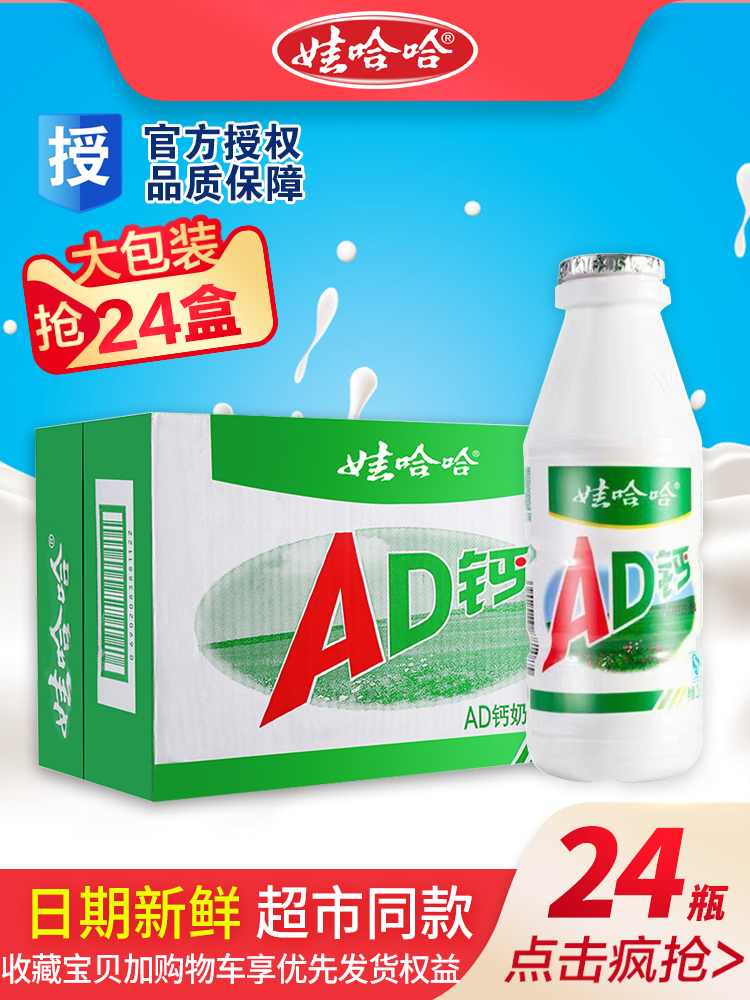 娃哈哈®
授
官方授权
品质保障
大包装
抢24盒
娃哈哈®
AD钙
AD钙奶
娃哈哈®
娃哈哈®
AD钙
日期新鲜 超市同款
收藏宝贝加购物车享优先发货权益
24瓶
点击疯抢>